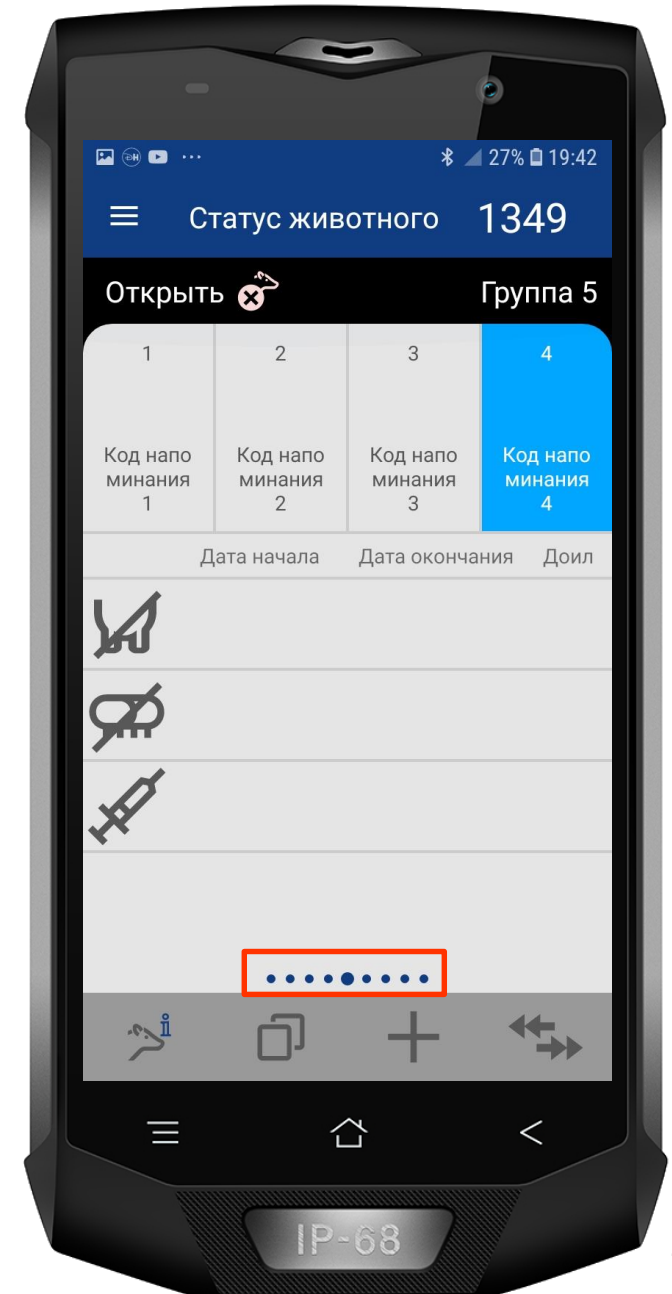 27% 19:42
Статус животного 1349
Открыть Группа 5
1 2 3 4
Код напо Код напо Код напо Код напо
минания минания минания минания
1 2 3 4
Дата начала Дата окончания Доил
IP-68